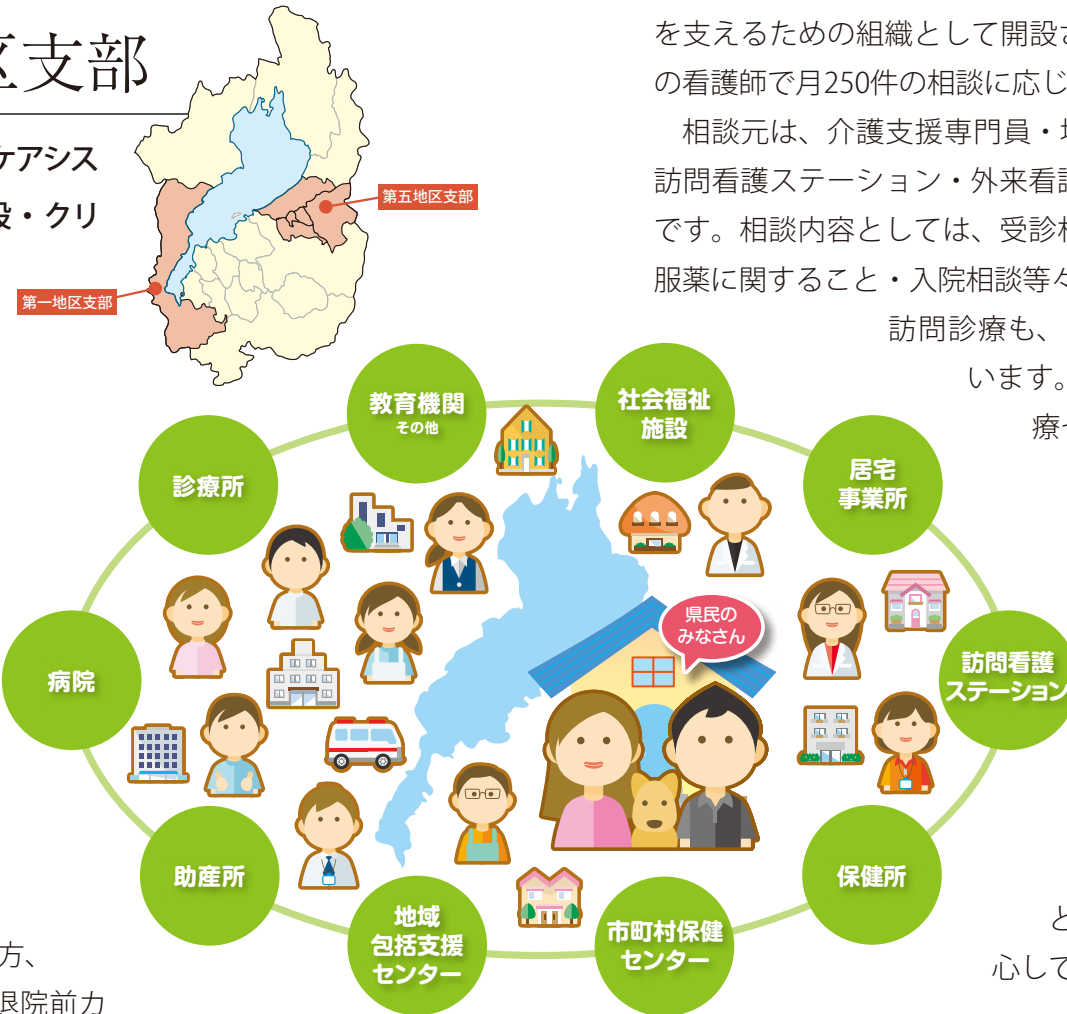 区支部
ケアシス
設・クリ
第五地区支部
第一地区支部
を支えるための組織として開設さ
の看護師で月250件の相談に応じ
相談元は、介護支援専門員・地
訪問看護ステーション・外来看護
です。相談内容としては、受診相
服薬に関すること・入院相談等々
訪問診療も、
います。
療や
教育機関
その他
社会福祉
施設
診療所
居宅
事業所
県民の
みなさん
病院
訪問看護
ステーション
助産所
保健所
地域
包括支援
センター
市町村保健
センター
方、
退院前カ
と
心して